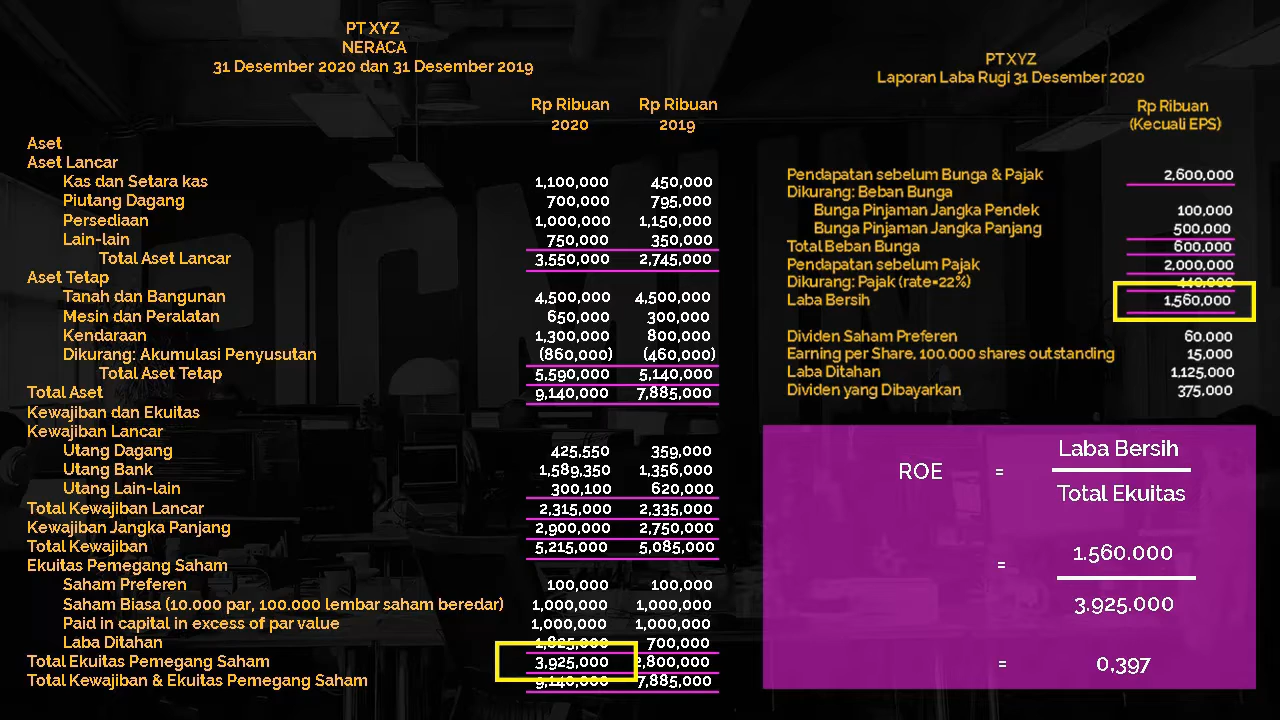 PT XYZ
NERACA
31 Desember 2020 dan 31 Desember 2019
Rp Ribuan Rp Ribuan
2020 2019
Aset
Aset Lancar
Kas dan Setara kas 1,100,000 450,000
Piutang Dagang 700,000 795,000
Persediaan 1,000,000 1,150,000
Lain-lain 750,000 350,000
Total Aset Lancar 3,550,000 2,745,000
Aset Tetap
Tanah dan Bangunan 4,500,000 4,500,000
Mesin dan Peralatan 650,000 300,000
Kendaraan 1,300,000 800,000
Dikurang: Akumulasi Penyusutan (860,000) (460,000)
Total Aset Tetap 5,590,000 5,140,000
Total Aset 9,140,000 7,885,000
Kewajiban dan Ekuitas
Kewajiban Lancar
Utang Dagang 425,550 359,000
Utang Bank 1,589,350 1,356,000
Utang Lain-lain 300,100 620,000
Total Kewajiban Lancar 2,315,000 2,335,000
Kewajiban Jangka Panjang 2,900,000 2,750,000
Total Kewajiban 5,215,000 5,085,000
Ekuitas Pemegang Saham
Saham Preferen 100,000 100,000
Saham Biasa (10.000 par, 100.000 lembar saham beredar) 1,000,000 1,000,000
Paid in capital in excess of par value 1,000,000 1,000,000
Laba Ditahan 1,825,000 700,000
Total Ekuitas Pemegang Saham 3,925,000 2,800,000
Total Kewajiban & Ekuitas Pemegang Saham 9,140,000 7,885,000
PT XYZ
Laporan Laba Rugi 31 Desember 2020
Rp Ribuan
(Kecuali EPS)
Pendapatan sebelum Bunga & Pajak 2,600,000
Dikurang: Beban Bunga
Bunga Pinjaman Jangka Pendek 100,000
Bunga Pinjaman Jangka Panjang 500,000
Total Beban Bunga 600,000
Pendapatan sebelum Pajak 2,000,000
Dikurang: Pajak (rate=22%) 440,000
Laba Bersih 1,560,000
Dividen Saham Preferen 60.000
Earning per Share, 100.000 shares outstanding 15,000
Laba Ditahan 1,125,000
Dividen yang Dibayarkan 375,000
ROE = Laba Bersih
Total Ekuitas
= 1.560.000
3.925.000
= 0,397